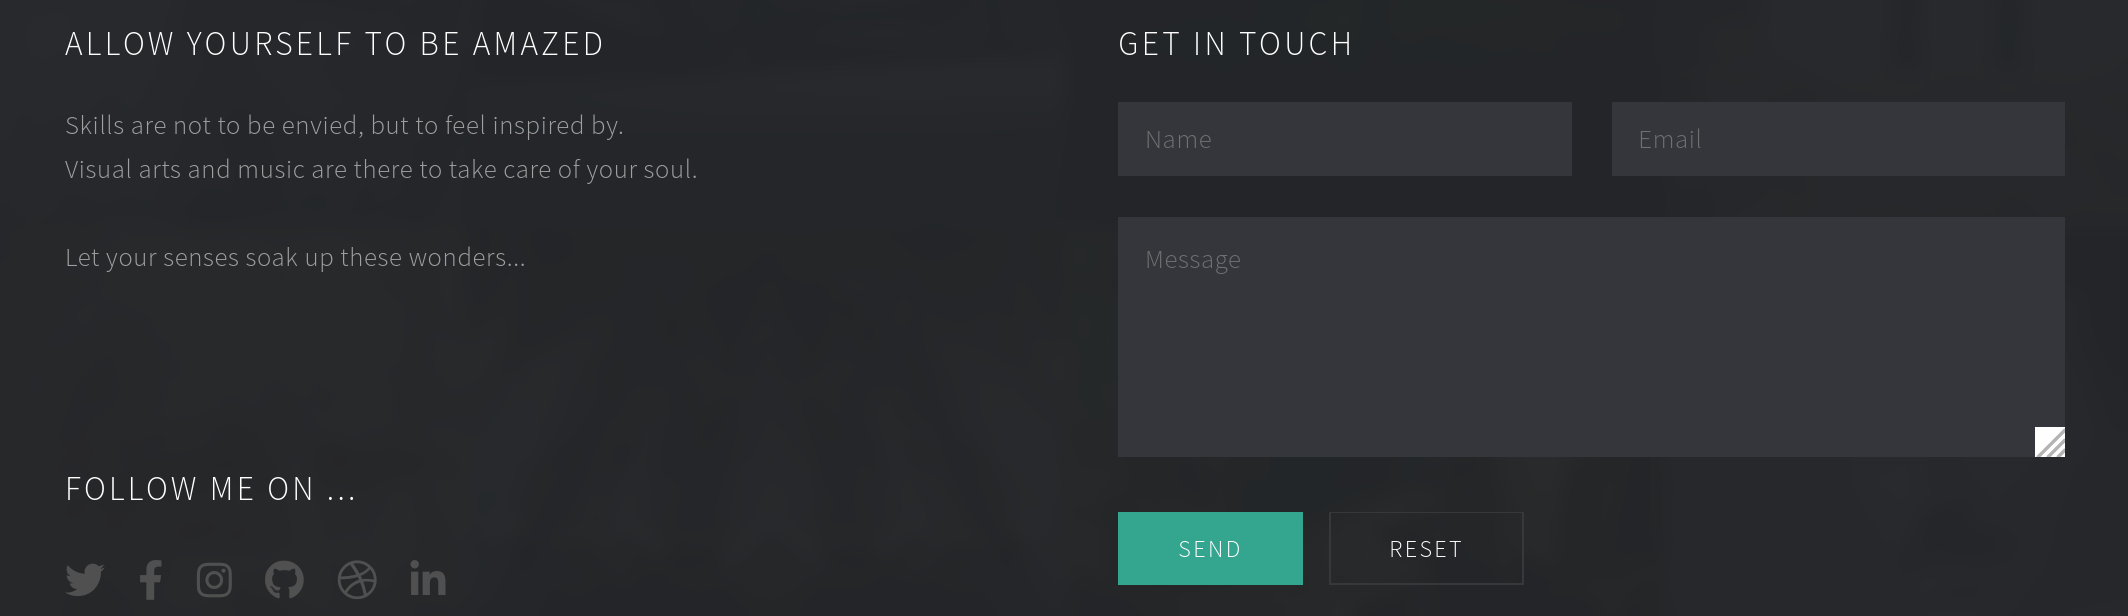 ALLOW YOURSELF TO BE AMAZED
Skills are not to be envied, but to feel inspired by.
Visual arts and music are there to take care of your soul.
Let your senses soak up these wonders...
FOLLOW ME ON ...
GET IN TOUCH
Name
Email
Message
SEND
RESET